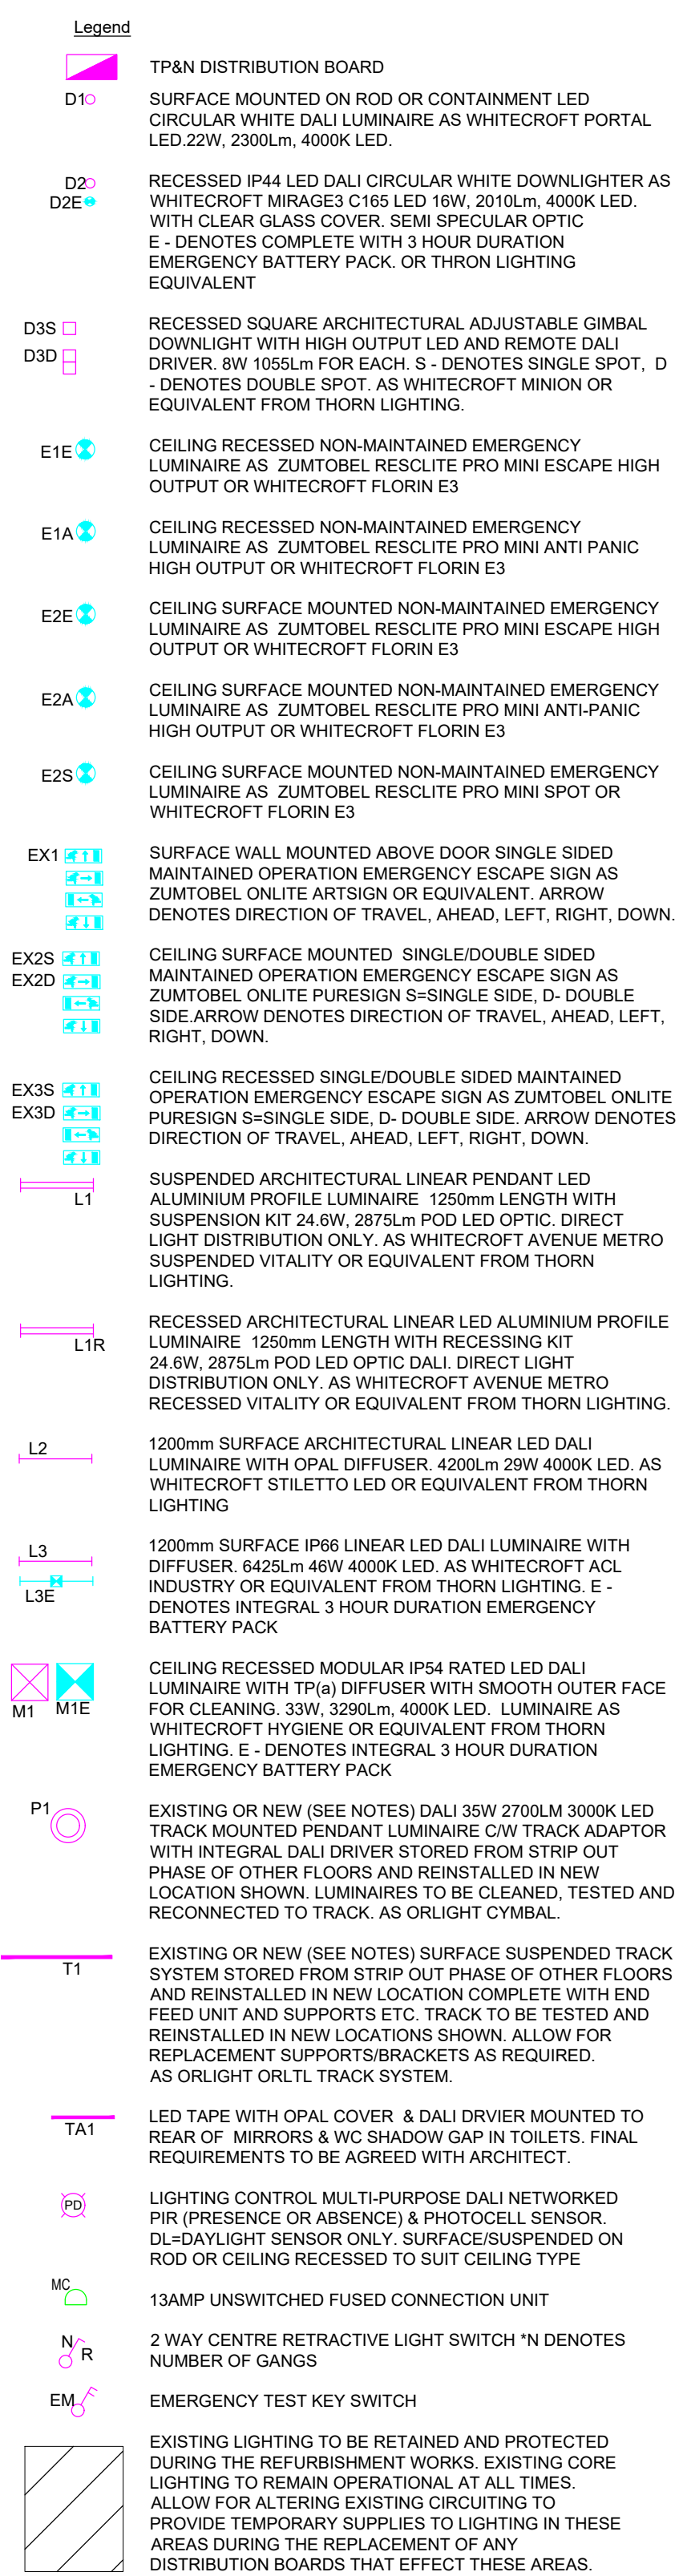 Legend
TP&N DISTRIBUTION BOARD
D1 SURFACE MOUNTED ON ROD OR CONTAINMENT LED
CIRCULAR WHITE DALI LUMINAIRE AS WHITECROFT PORTAL
LED.22W, 2300Lm, 4000K LED.
D2 RECESSED IP44 LED DALI CIRCULAR WHITE DOWNLIGHTER AS
D2E WHITECROFT MIRAGE3 C165 LED 16W, 2010Lm, 4000K LED.
WITH CLEAR GLASS COVER. SEMI SPECULAR OPTIC
E - DENOTES COMPLETE WITH 3 HOUR DURATION
EMERGENCY BATTERY PACK. OR THRON LIGHTING
EQUIVALENT
D3S RECESSED SQUARE ARCHITECTURAL ADJUSTABLE GIMBAL
DOWNLIGHT WITH HIGH OUTPUT LED AND REMOTE DALI
D3D DRIVER. 8W 1055Lm FOR EACH. S - DENOTES SINGLE SPOT, D
- DENOTES DOUBLE SPOT. AS WHITECROFT MINION OR
EQUIVALENT FROM THORN LIGHTING.
E1E CEILING RECESSED NON-MAINTAINED EMERGENCY
LUMINAIRE AS ZUMTOBEL RESCLITE PRO MINI ESCAPE HIGH
OUTPUT OR WHITECROFT FLORIN E3
E1A CEILING RECESSED NON-MAINTAINED EMERGENCY
LUMINAIRE AS ZUMTOBEL RESCLITE PRO MINI ANTI PANIC
HIGH OUTPUT OR WHITECROFT FLORIN E3
E2E CEILING SURFACE MOUNTED NON-MAINTAINED EMERGENCY
LUMINAIRE AS ZUMTOBEL RESCLITE PRO MINI ESCAPE HIGH
OUTPUT OR WHITECROFT FLORIN E3
E2A CEILING SURFACE MOUNTED NON-MAINTAINED EMERGENCY
LUMINAIRE AS ZUMTOBEL RESCLITE PRO MINI ANTI-PANIC
HIGH OUTPUT OR WHITECROFT FLORIN E3
E2S CEILING SURFACE MOUNTED NON-MAINTAINED EMERGENCY
LUMINAIRE AS ZUMTOBEL RESCLITE PRO MINI SPOT OR
WHITECROFT FLORIN E3
EX1 SURFACE WALL MOUNTED ABOVE DOOR SINGLE SIDED
MAINTAINED OPERATION EMERGENCY ESCAPE SIGN AS
ZUMTOBEL ONLITE ARTSIGN OR EQUIVALENT. ARROW
DENOTES DIRECTION OF TRAVEL, AHEAD, LEFT, RIGHT, DOWN.
EX2S CEILING SURFACE MOUNTED SINGLE/DOUBLE SIDED
EX2D MAINTAINED OPERATION EMERGENCY ESCAPE SIGN AS
ZUMTOBEL ONLITE PURESIGN S=SINGLE SIDE, D- DOUBLE
SIDE.ARROW DENOTES DIRECTION OF TRAVEL, AHEAD, LEFT,
RIGHT, DOWN.
EX3S CEILING RECESSED SINGLE/DOUBLE SIDED MAINTAINED
EX3D OPERATION EMERGENCY ESCAPE SIGN AS ZUMTOBEL ONLITE
PURESIGN S=SINGLE SIDE, D- DOUBLE SIDE. ARROW DENOTES
DIRECTION OF TRAVEL, AHEAD, LEFT, RIGHT, DOWN.
L1 SUSPENDED ARCHITECTURAL LINEAR PENDANT LED
ALUMINIUM PROFILE LUMINAIRE 1250mm LENGTH WITH
SUSPENSION KIT 24.6W, 2875Lm POD LED OPTIC. DIRECT
LIGHT DISTRIBUTION ONLY. AS WHITECROFT AVENUE METRO
SUSPENDED VITALITY OR EQUIVALENT FROM THORN
LIGHTING.
L1R RECESSED ARCHITECTURAL LINEAR LED ALUMINIUM PROFILE
LUMINAIRE 1250mm LENGTH WITH RECESSING KIT
24.6W, 2875Lm POD LED OPTIC DALI. DIRECT LIGHT
DISTRIBUTION ONLY. AS WHITECROFT AVENUE METRO
RECESSED VITALITY OR EQUIVALENT FROM THORN LIGHTING.
L2 1200mm SURFACE ARCHITECTURAL LINEAR LED DALI
LUMINAIRE WITH OPAL DIFFUSER. 4200Lm 29W 4000K LED. AS
WHITECROFT STILETTO LED OR EQUIVALENT FROM THORN
LIGHTING
L3 1200mm SURFACE IP66 LINEAR LED DALI LUMINAIRE WITH
DIFFUSER. 6425Lm 46W 4000K LED. AS WHITECROFT ACL
INDUSTRY OR EQUIVALENT FROM THORN LIGHTING. E -
L3E DENOTES INTEGRAL 3 HOUR DURATION EMERGENCY
BATTERY PACK
CEILING RECESSED MODULAR IP54 RATED LED DALI
LUMINAIRE WITH TP(a) DIFFUSER WITH SMOOTH OUTER FACE
M1 M1E FOR CLEANING. 33W, 3290Lm, 4000K LED. LUMINAIRE AS
WHITECROFT HYGIENE OR EQUIVALENT FROM THORN
LIGHTING. E - DENOTES INTEGRAL 3 HOUR DURATION
EMERGENCY BATTERY PACK
P1 EXISTING OR NEW (SEE NOTES) DALI 35W 2700LM 3000K LED
TRACK MOUNTED PENDANT LUMINAIRE C/W TRACK ADAPTOR
WITH INTEGRAL DALI DRIVER STORED FROM STRIP OUT
PHASE OF OTHER FLOORS AND REINSTALLED IN NEW
LOCATION SHOWN. LUMINAIRES TO BE CLEANED, TESTED AND
RECONNECTED TO TRACK. AS ORLIGHT CYMBAL.
T1 EXISTING OR NEW (SEE NOTES) SURFACE SUSPENDED TRACK
SYSTEM STORED FROM STRIP OUT PHASE OF OTHER FLOORS
AND REINSTALLED IN NEW LOCATION COMPLETE WITH END
FEED UNIT AND SUPPORTS ETC. TRACK TO BE TESTED AND
REINSTALLED IN NEW LOCATIONS SHOWN. ALLOW FOR
REPLACEMENT SUPPORTS/BRACKETS AS REQUIRED.
AS ORLIGHT ORLTL TRACK SYSTEM.
TA1 LED TAPE WITH OPAL COVER & DALI DRVIER MOUNTED TO
REAR OF MIRRORS & WC SHADOW GAP IN TOILETS. FINAL
REQUIREMENTS TO BE AGREED WITH ARCHITECT.
PD LIGHTING CONTROL MULTI-PURPOSE DALI NETWORKED
PIR (PRESENCE OR ABSENCE) & PHOTOCELL SENSOR.
DL=DAYLIGHT SENSOR ONLY. SURFACE/SUSPENDED ON
ROD OR CEILING RECESSED TO SUIT CEILING TYPE
MC 13AMP UNSWITCHED FUSED CONNECTION UNIT
N R 2 WAY CENTRE RETRACTIVE LIGHT SWITCH *N DENOTES
NUMBER OF GANGS
EM EMERGENCY TEST KEY SWITCH
EXISTING LIGHTING TO BE RETAINED AND PROTECTED
DURING THE REFURBISHMENT WORKS. EXISTING CORE
LIGHTING TO REMAIN OPERATIONAL AT ALL TIMES.
ALLOW FOR ALTERING EXISTING CIRCUITING TO
PROVIDE TEMPORARY SUPPLIES TO LIGHTING IN THESE
AREAS DURING THE REPLACEMENT OF ANY
DISTRIBUTION BOARDS THAT EFFECT THESE AREAS.